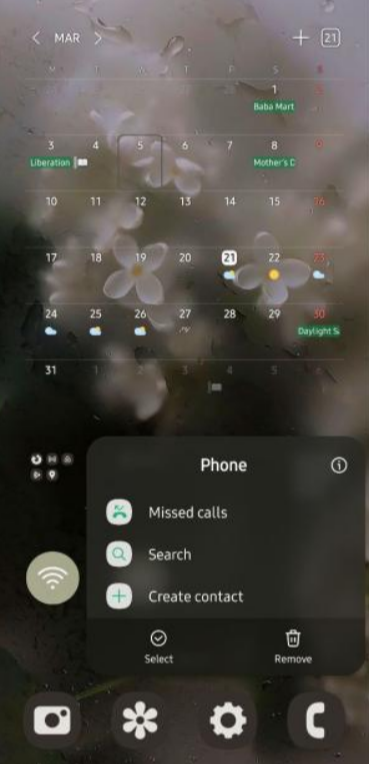 MAR 21
M T W T F S S
1 2
Baba Mart
3 4 5 6 7 8 9
Liberation Mother's D
10 11 12 13 14 15 16
17 18 19 20 21 22 23
24 25 26 27 28 29 30
Daylight S
31 1 2 3 4 5 6
Phone
Missed calls
Search
Create contact
Select Remove